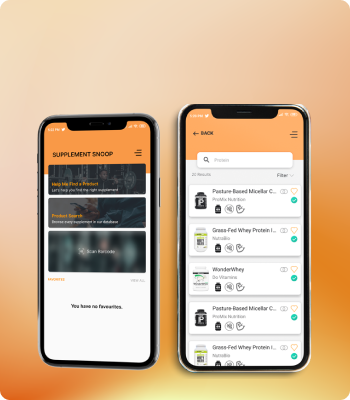 SUPPLEMENT SNOOP
Help Me Find a Product
Let's help you find the right supplement
Product Search
Browse every supplement in our database
Scan Barcode
FAVORITES
VIEW ALL
You have no favourites.
BACK
Protein
Results
Filter
Pasture-Based Micellar C...
ProMix Nutrition
Grass-Fed Whey Protein I...
NutraBio
WonderWhey
Dr.Vitamins
Pasture-Based Micellar C...
ProMix Nutrition
Grass-Fed Whey Protein I...
NutraBio